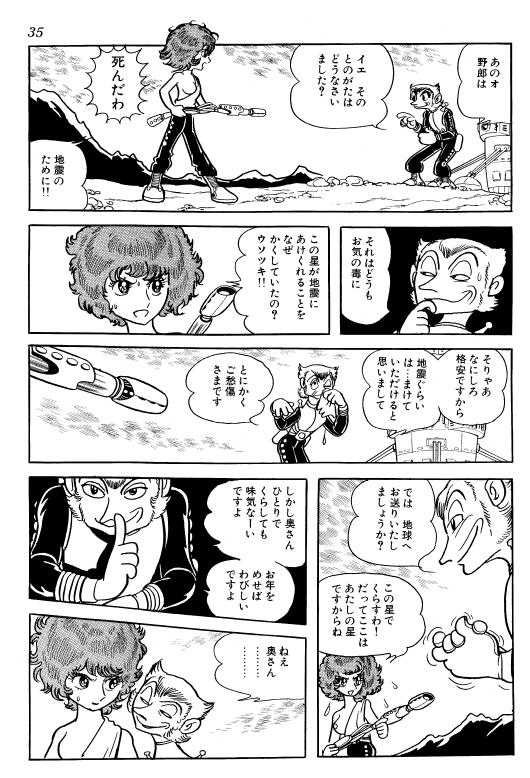 35
あのオ
野郎は
イエ その
とのがたは
どうなさい
ました?
死んだわ
地震の
ために!!
それはどうも
お気の毒に
この星が地震に
あけくれることを
なぜ
かくしていたの?
ウソツキ!!
そりゃあ
なにしろ
格安ですから
地震ぐらい
は…まけて
いただけると
思いまして
とにかく
ご愁傷
さまです
では 地球へ
お送りいたし
ましょうか?
この星で
くらすわ!
だってここは
あたしの星
ですからね
しかし奥さん
ひとりで
くらしても
味気なーい
ですよ
お年を
めせば
わびしい
ですよ
ねえ
奥さん
………
………